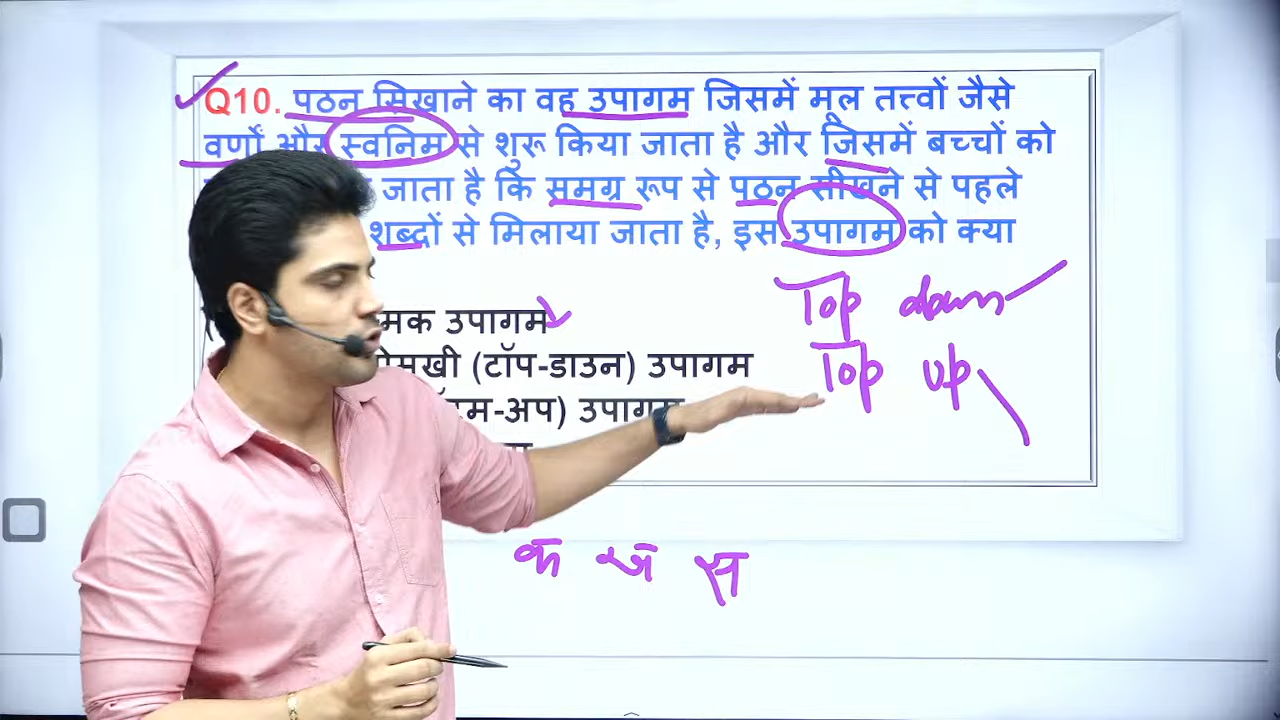 Q10. पठन सिखाने का वह उपागम जिसमें मूल तत्त्वों जैसे
वर्णों और स्वनिम से शुरू किया जाता है और जिसमें बच्चों को
जाता है कि समग्र रूप से पठन सीखने से पहले
शब्दों से मिलाया जाता है, इस उपागम को क्या
मक उपागम
(टॉप-डाउन) उपागम
म-अप) उपागम
Top down
Top up
क ज स